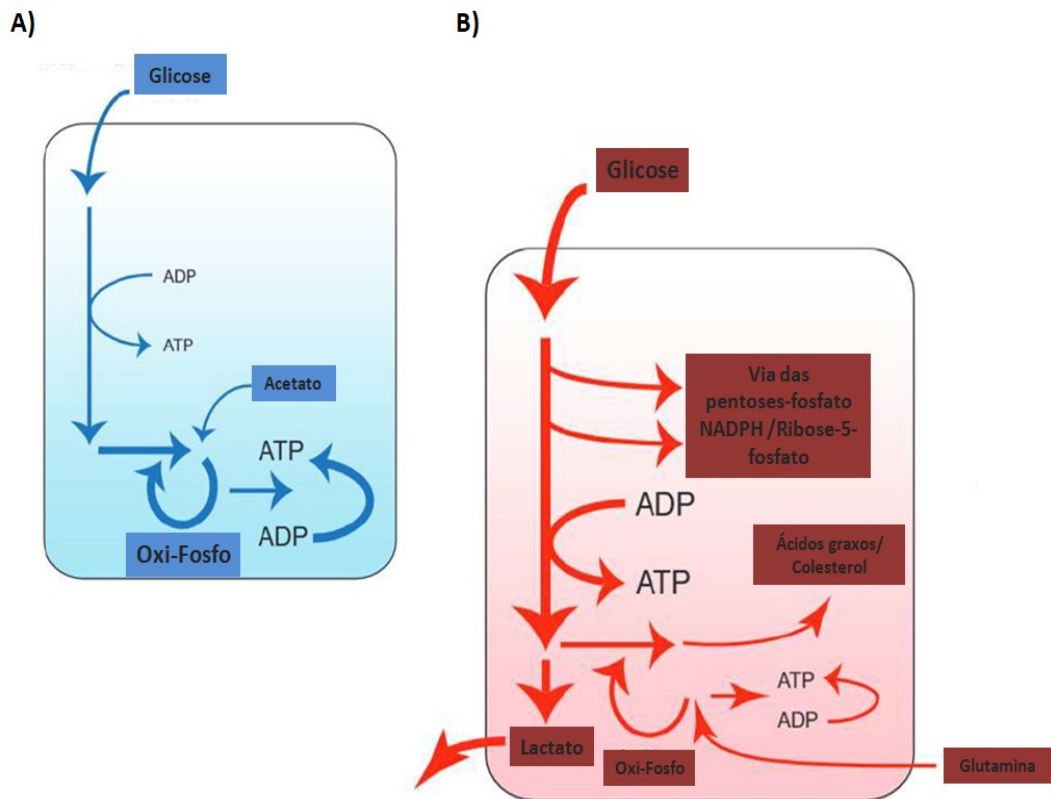 A)
Glicose
ADP
ATP
Acetato
ATP
ADP
Oxi-Fosfo
B)
Glicose
Via das
pentoses-fosfato
NADPH /Ribose-5-
fosfato
ADP
ATP
Ácidos graxos/
Colesterol
ATP
ADP
Lactato
Oxi-Fosfo
Glutamina